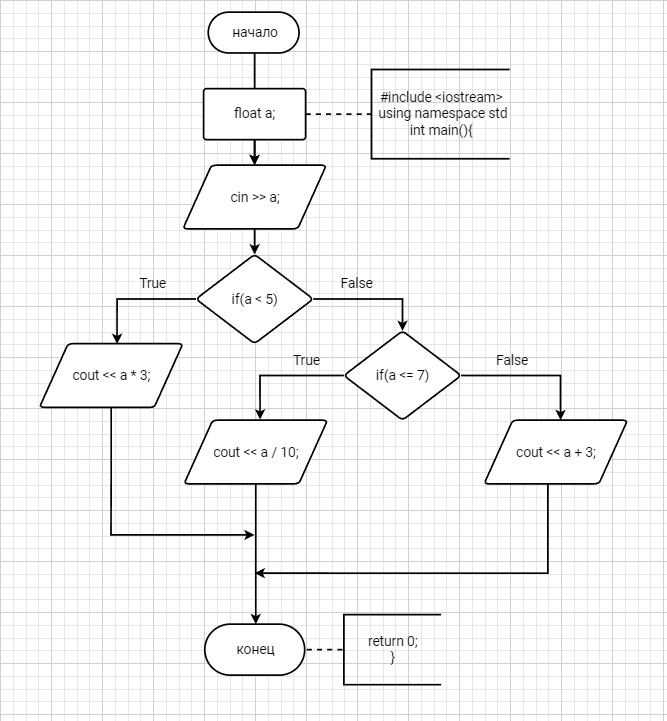 начало
float a;
#include <iostream>
using namespace std
int main(){
cin >> a;
True
if(a < 5)
False
cout << a * 3;
True
if(a <= 7)
False
cout << a / 10;
cout << a + 3;
конец
return 0;
}